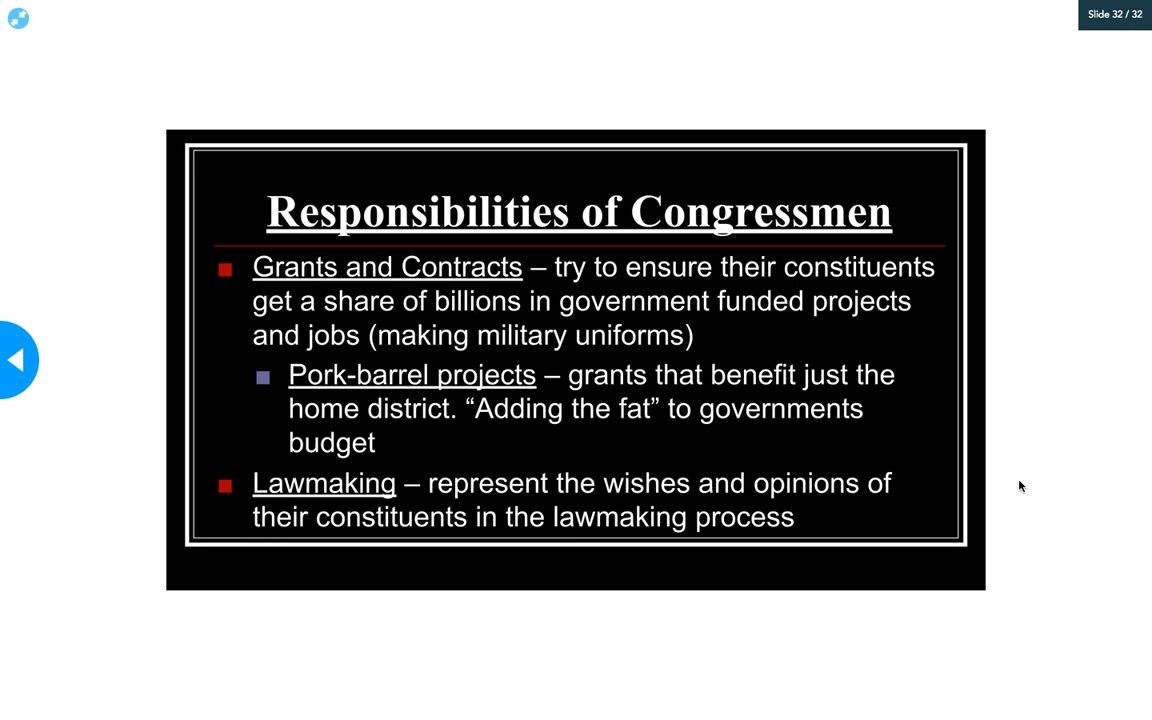 Slide 32 / 32
Responsibilities of Congressmen
Grants and Contracts – try to ensure their constituents
get a share of billions in government funded projects
and jobs (making military uniforms)
Pork-barrel projects – grants that benefit just the
home district. “Adding the fat” to governments
budget
Lawmaking – represent the wishes and opinions of
their constituents in the lawmaking process